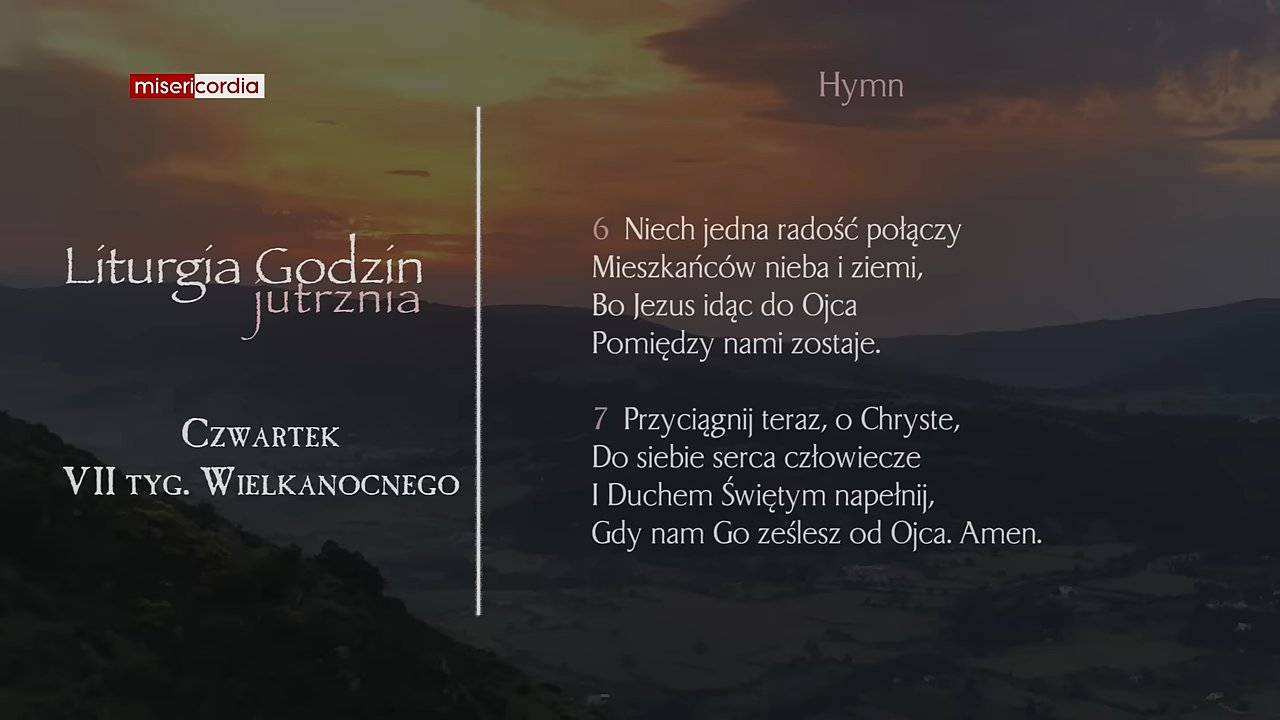 misericordia
Liturgia Godzin
jutrznia
Czwartek
VII tyg. Wielkanocnego
Hymn
6 Niech jedna radość połączy
Mieszkańców nieba i ziemi,
Bo Jezus idąc do Ojca
Pomiędzy nami zostaje.
7 Przyciągnij teraz, o Chryste,
Do siebie serca człowiecze
I Duchem Świętym napełnij,
Gdy nam Go ześlesz od Ojca. Amen.